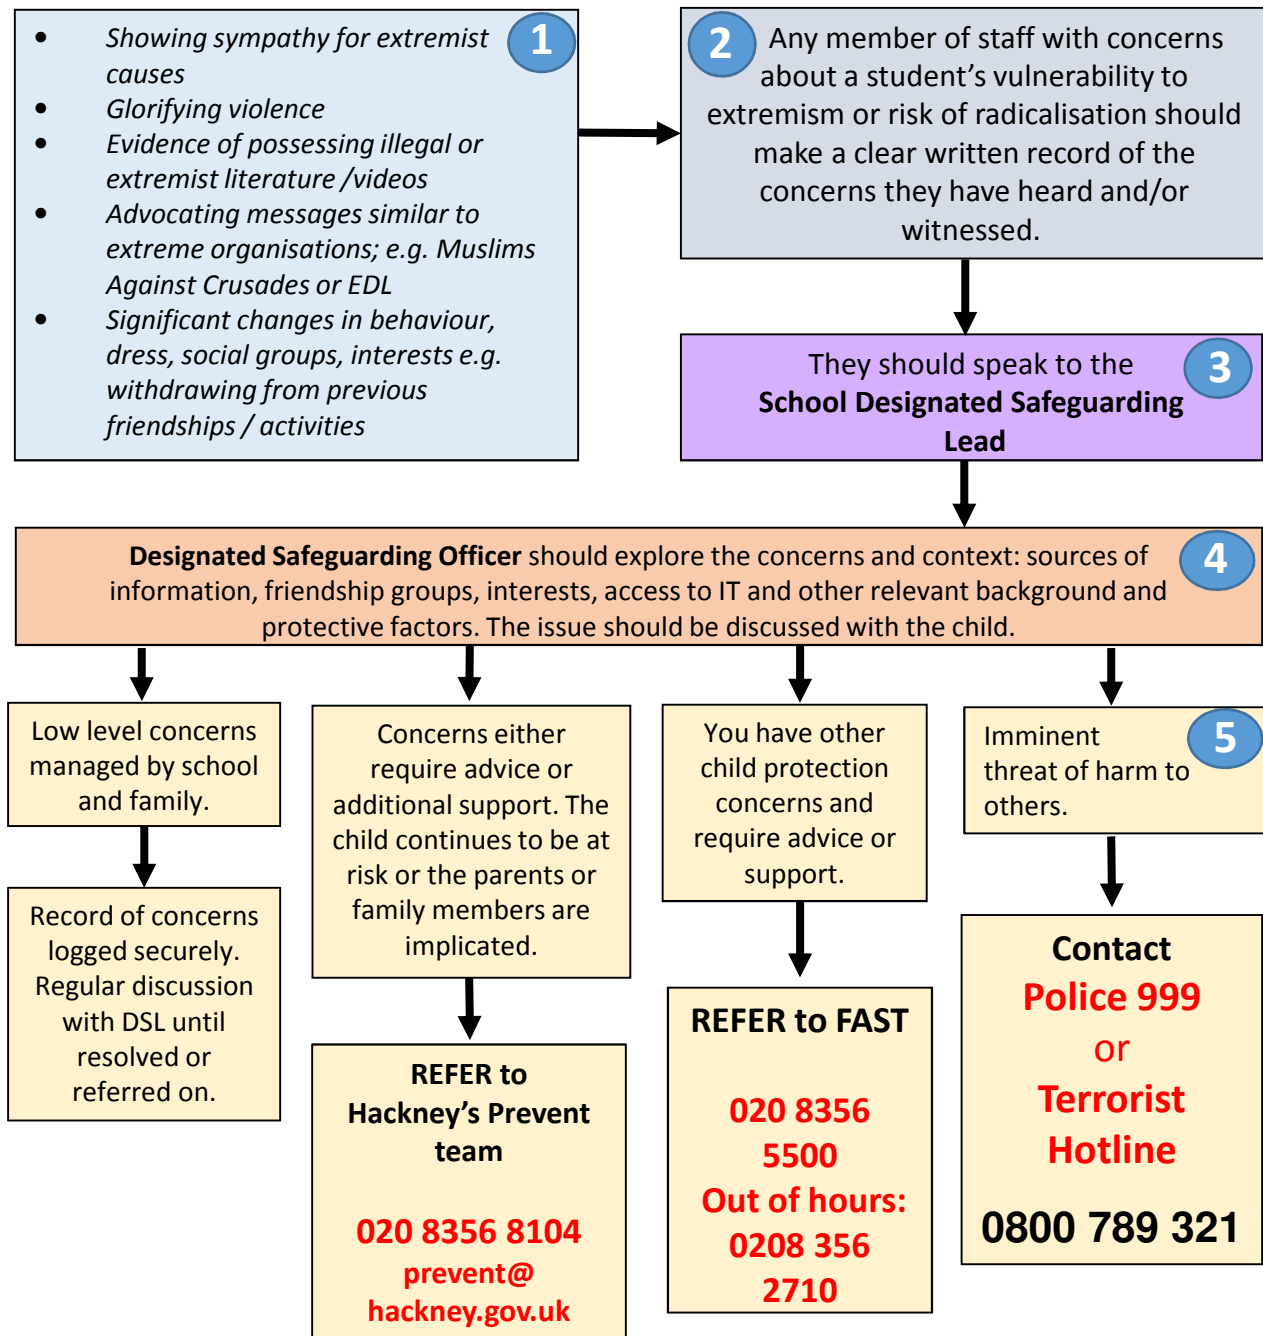 • Showing sympathy for extremist
causes
• Glorifying violence
• Evidence of possessing illegal or
extremist literature /videos
• Advocating messages similar to
extreme organisations; e.g. Muslims
Against Crusades or EDL
• Significant changes in behaviour,
dress, social groups, interests e.g.
withdrawing from previous
friendships / activities
1
2
Any member of staff with concerns
about a student’s vulnerability to
extremism or risk of radicalisation should
make a clear written record of the
concerns they have heard and/or
witnessed.
3
They should speak to the
School Designated Safeguarding
Lead
4
Designated Safeguarding Officer should explore the concerns and context: sources of
information, friendship groups, interests, access to IT and other relevant background and
protective factors. The issue should be discussed with the child.
Low level concerns
managed by school
and family.
Record of concerns
logged securely.
Regular discussion
with DSL until
resolved or
referred on.
Concerns either
require advice or
additional support. The
child continues to be at
risk or the parents or
family members are
implicated.
REFER to
Hackney’s Prevent
team
020 8356 8104
prevent@
hackney.gov.uk
You have other
child protection
concerns and
require advice or
support.
REFER to FAST
020 8356
5500
Out of hours:
0208 356
2710
5
Imminent
threat of harm to
others.
Contact
Police 999
or
Terrorist
Hotline
0800 789 321